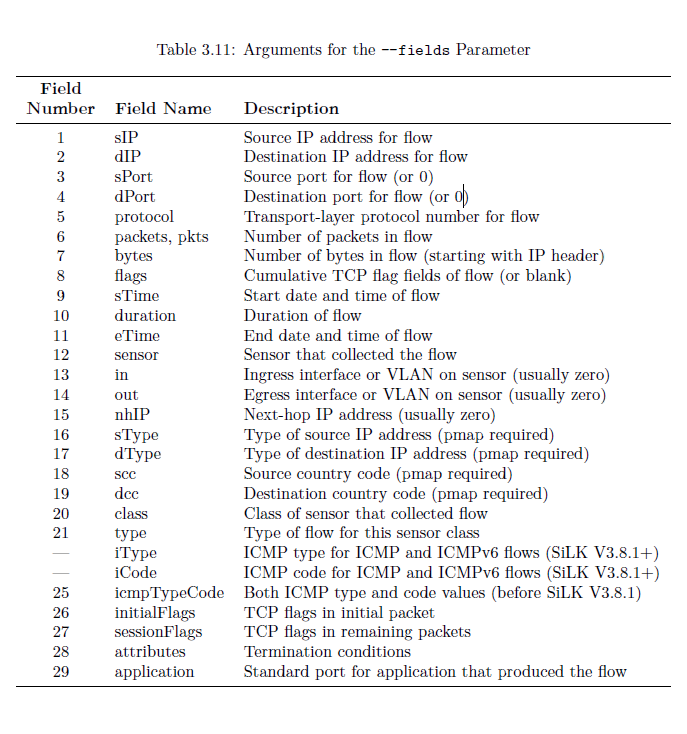 Table 3.11: Arguments for the --fields Parameter
Field
Number Field Name Description
1 sIP Source IP address for flow
2 dIP Destination IP address for flow
3 sPort Source port for flow (or 0)
4 dPort Destination port for flow (or 0)
5 protocol Transport-layer protocol number for flow
6 packets, pkts Number of packets in flow
7 bytes Number of bytes in flow (starting with IP header)
8 flags Cumulative TCP flag fields of flow (or blank)
9 sTime Start date and time of flow
10 duration Duration of flow
11 eTime End date and time of flow
12 sensor Sensor that collected the flow
13 in Ingress interface or VLAN on sensor (usually zero)
14 out Egress interface or VLAN on sensor (usually zero)
15 nhIP Next-hop IP address (usually zero)
16 sType Type of source IP address (pmap required)
17 dType Type of destination IP address (pmap required)
18 scc Source country code (pmap required)
19 dcc Destination country code (pmap required)
20 class Class of sensor that collected flow
21 type Type of flow for this sensor class
— iType ICMP type for ICMP and ICMPv6 flows (SiLK V3.8.1+)
— iCode ICMP code for ICMP and ICMPv6 flows (SiLK V3.8.1+)
25 icmpTypeCode Both ICMP type and code values (before SiLK V3.8.1)
26 initialFlags TCP flags in initial packet
27 sessionFlags TCP flags in remaining packets
28 attributes Termination conditions
29 application Standard port for application that produced the flow